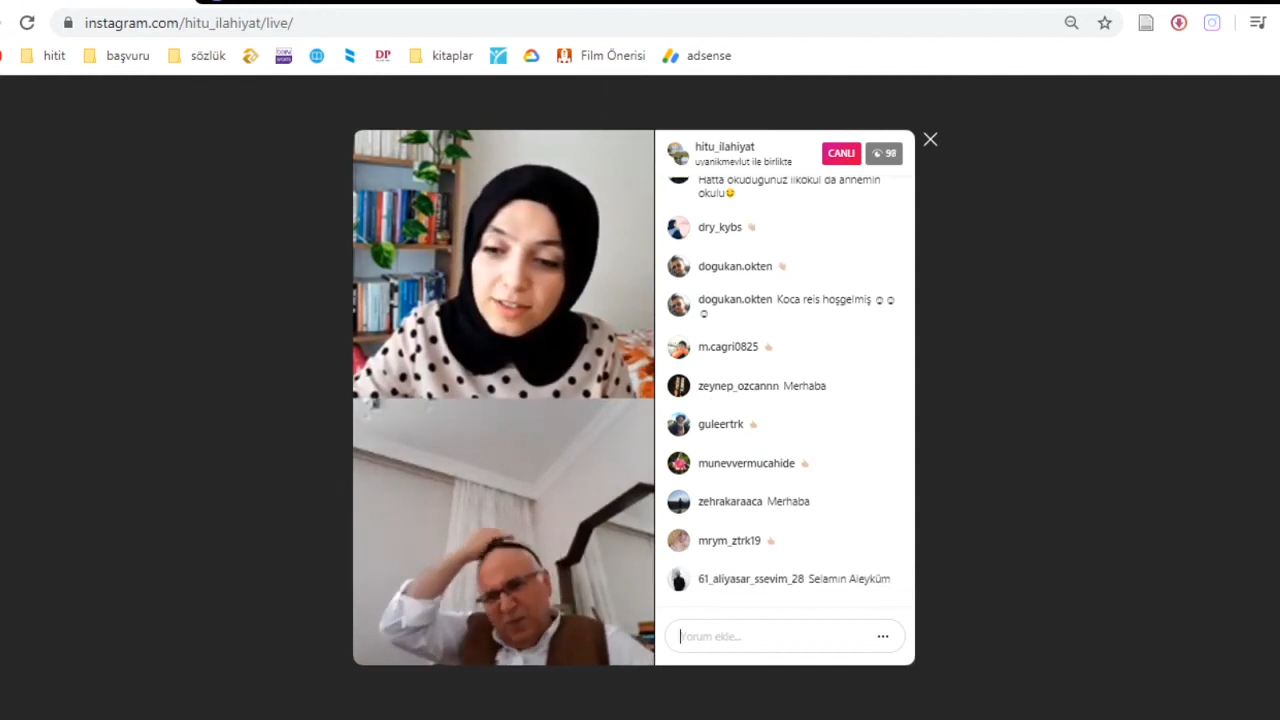 instagram.com/hitu_ilahiyat/live/
hitit
başvuru
sözlük
DP
kitaplar
Film Önerisi
adsense
hitu_ilahiyat
uyanikmevlut ile birlikte
CANLI
98
Hatta okuduğunuz ilkokul da annemin
okulu
dry_kybs
dogukan.okten
dogukan.okten Koca reis hoşgelmiş
m.cagri0825
zeynep_ozcannn Merhaba
guleertrk
munevvermucahide
zehrakaraaca Merhaba
mrym_ztrk19
61_aliyasar_ssevim_28 Selamın Aleyküm
Yorum ekle...